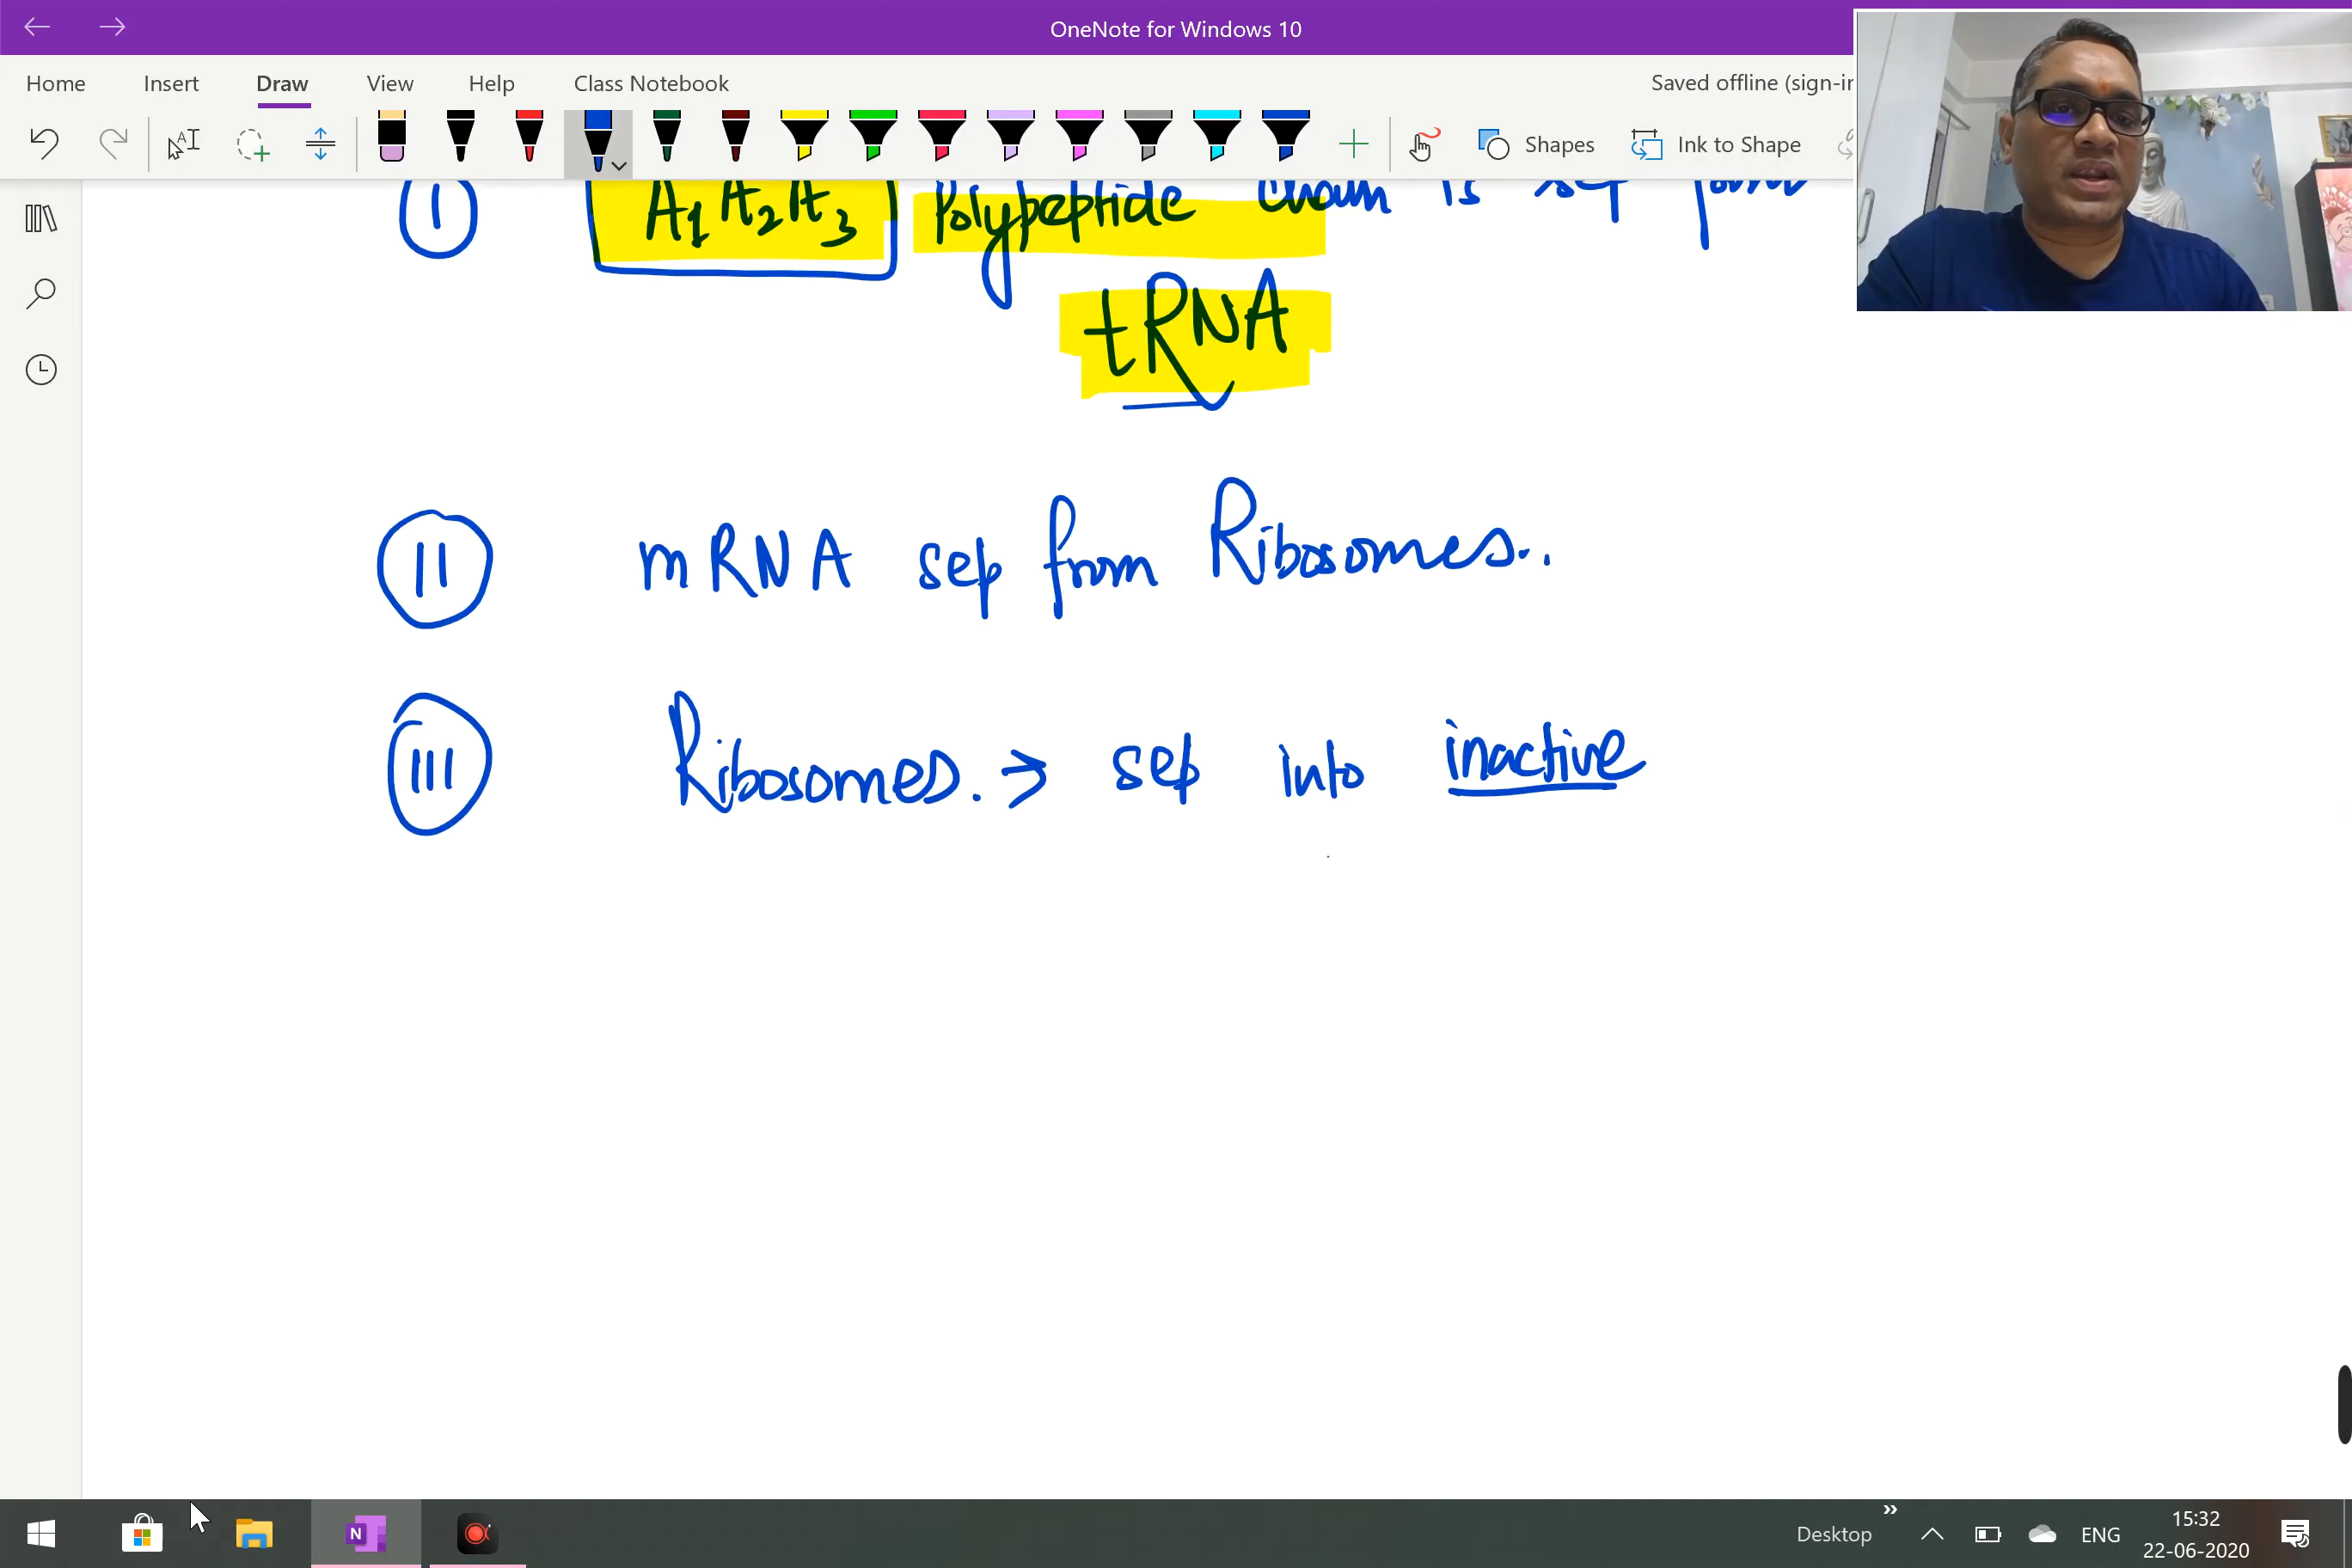 OneNote for Windows 10
Home Insert Draw View Help Class Notebook Saved offline (sign-in
Shapes Ink to Shape
I A1 A2 A3 Polypeptide chain is sep from
tRNA
II mRNA sep from Ribosomes..
III Ribosomes. → sep into inactive
Desktop ENG 15:32
22-06-2020